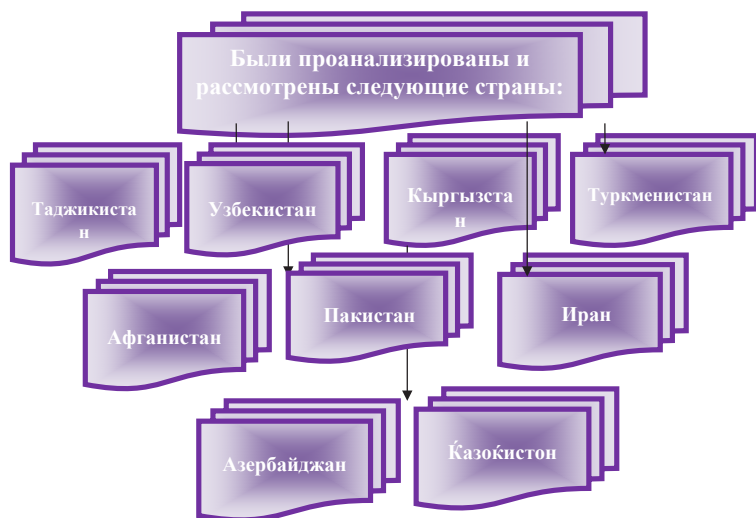 Были проанализированы и
рассмотрены следующие страны:
Таджикиста
н
Узбекистан
Кыргызста
н
Туркменистан
Афганистан
Пакистан
Иран
Азербайджан
Ќазоќистон